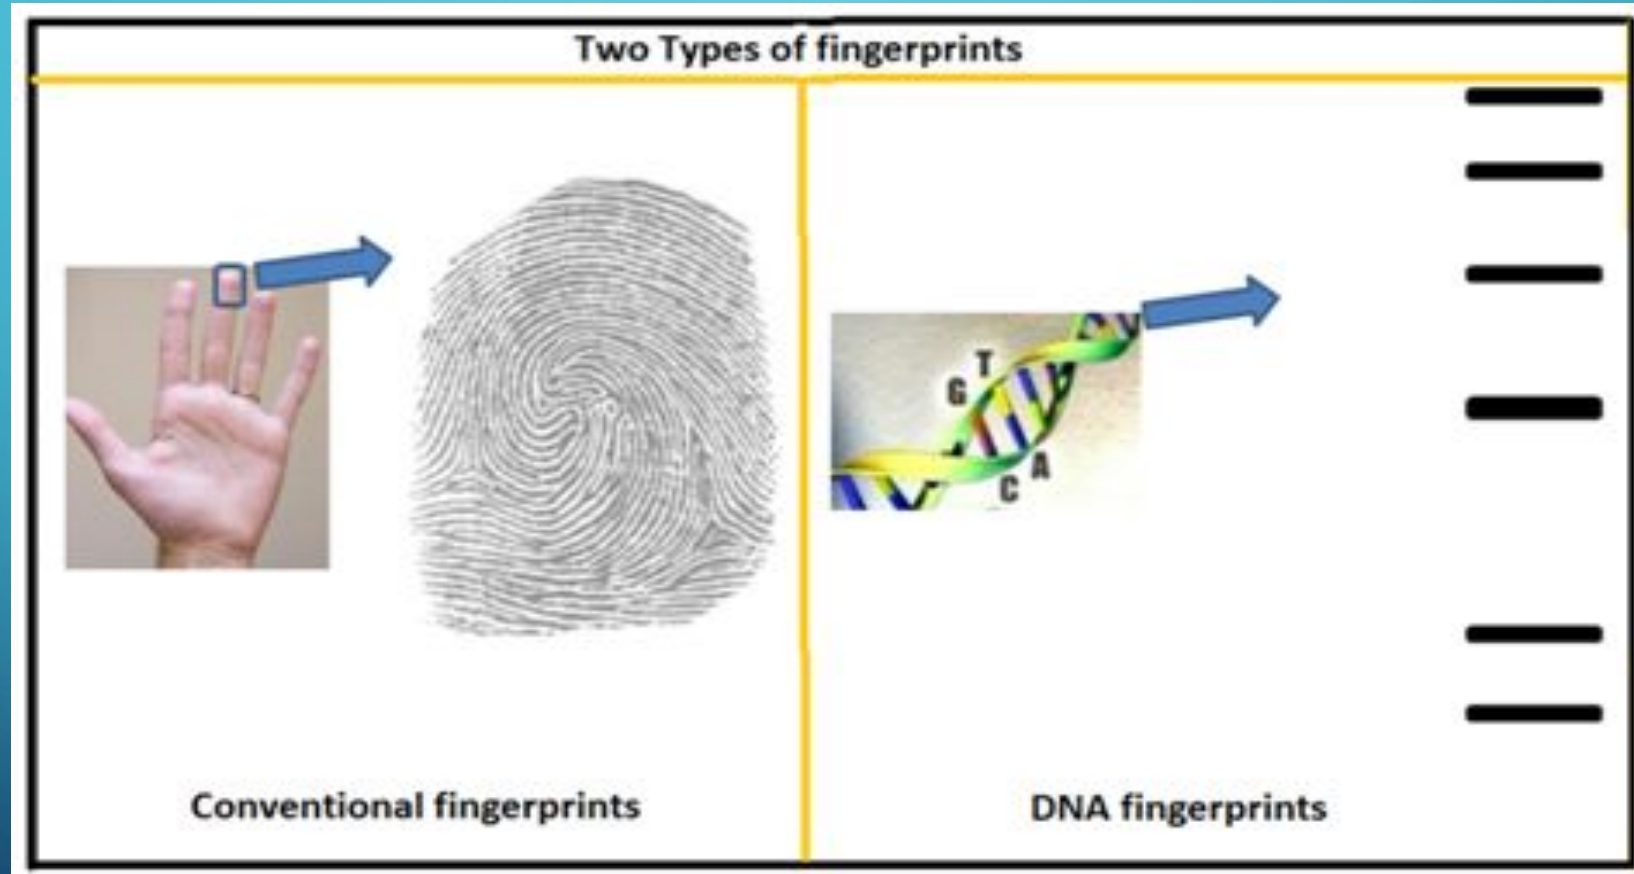 Two Types of fingerprints
T
G
A
C
Conventional fingerprints
DNA fingerprints